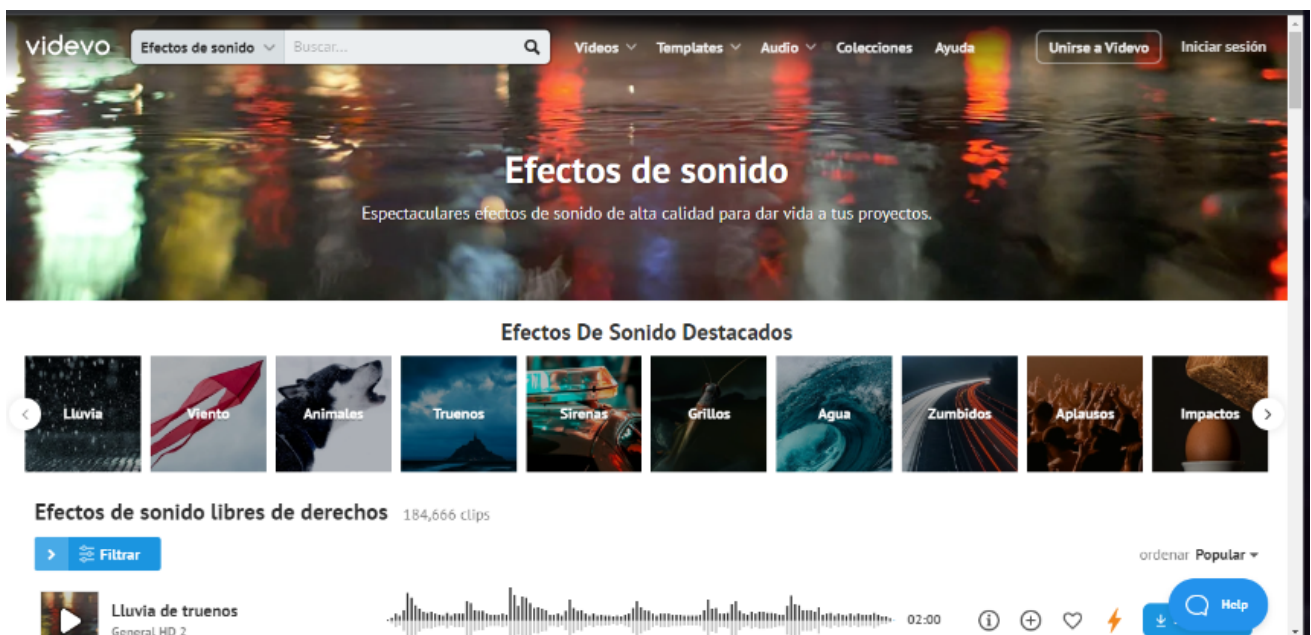 videvo Efectos de sonido Buscar... Videos Templates Audio Colecciones Ayuda Unirse a Videvo Iniciar sesión
Efectos de sonido
Espectaculares efectos de sonido de alta calidad para dar vida a tus proyectos.
Efectos De Sonido Destacados
Lluvia Viento Animales Truenos Sirenas Grillos Agua Zumbidos Aplausos Impactos
Efectos de sonido libres de derechos 184,666 clips
Filtrar ordenar Popular
Lluvia de truenos 02:00 Help
General HD 2